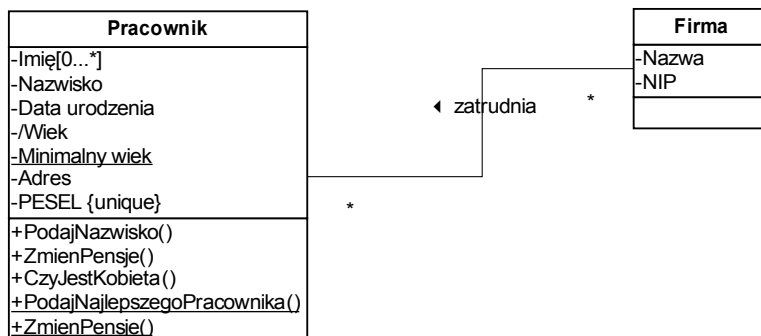 Pracownik
-Imię[0...*]
-Nazwisko
-Data urodzenia
-/Wiek
-Minimalny wiek
-Adres
-PESEL {unique}
+PodajNazwisko()
+ZmienPensje()
+CzyJestKobieta()
+PodajNajlepszegoPracownika()
+ZmienPensje()
zatrudnia
*
*
Firma
-Nazwa
-NIP